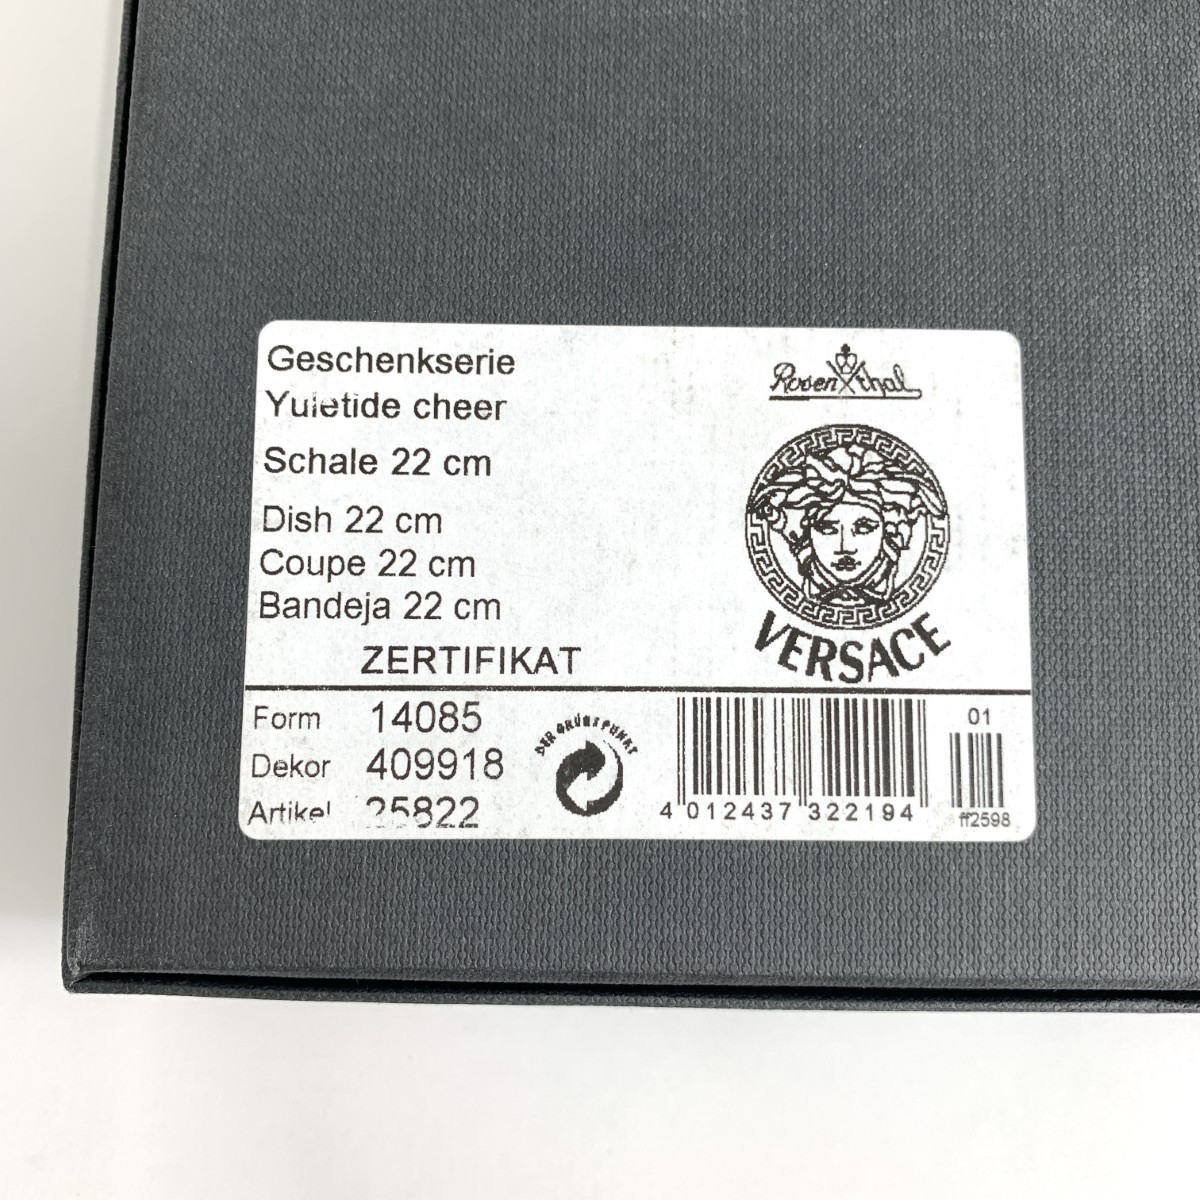 Geschenkserie
Yuletide cheer
Schale 22 cm
Dish 22 cm
Coupe 22 cm
Bandeja 22 cm
ZERTIFIKAT
Rosenthal
VERSACE
Form 14085
Dekor 409918
Artikel 25822
DER GRÜNE PUNKT
4 012437 322194
01
ff2598